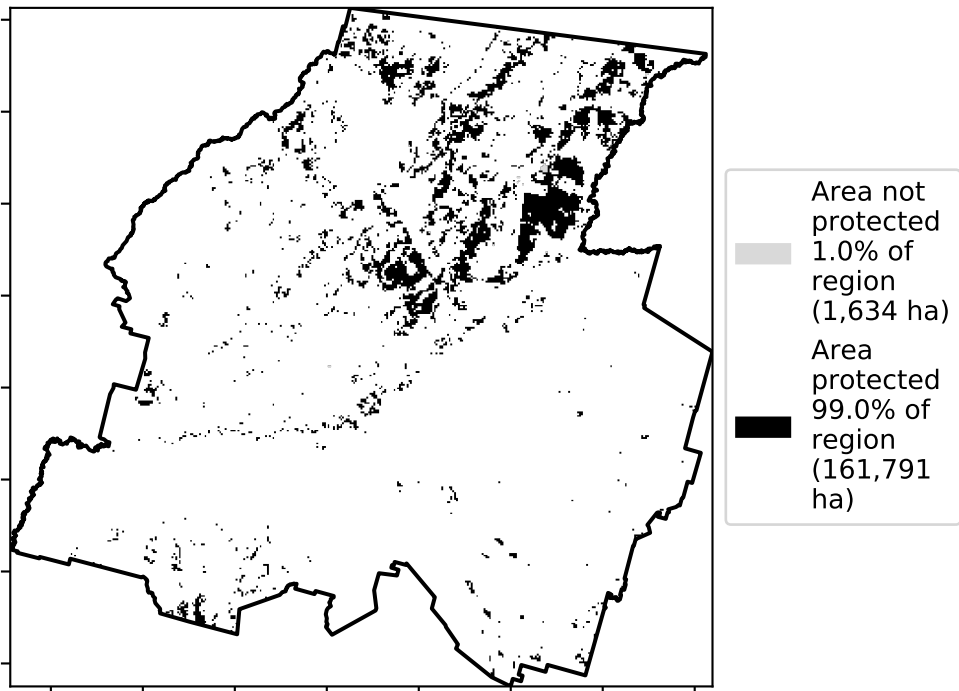 Area not
protected
1.0% of
region
(1,634 ha)
Area
protected
99.0% of
region
(161,791
ha)